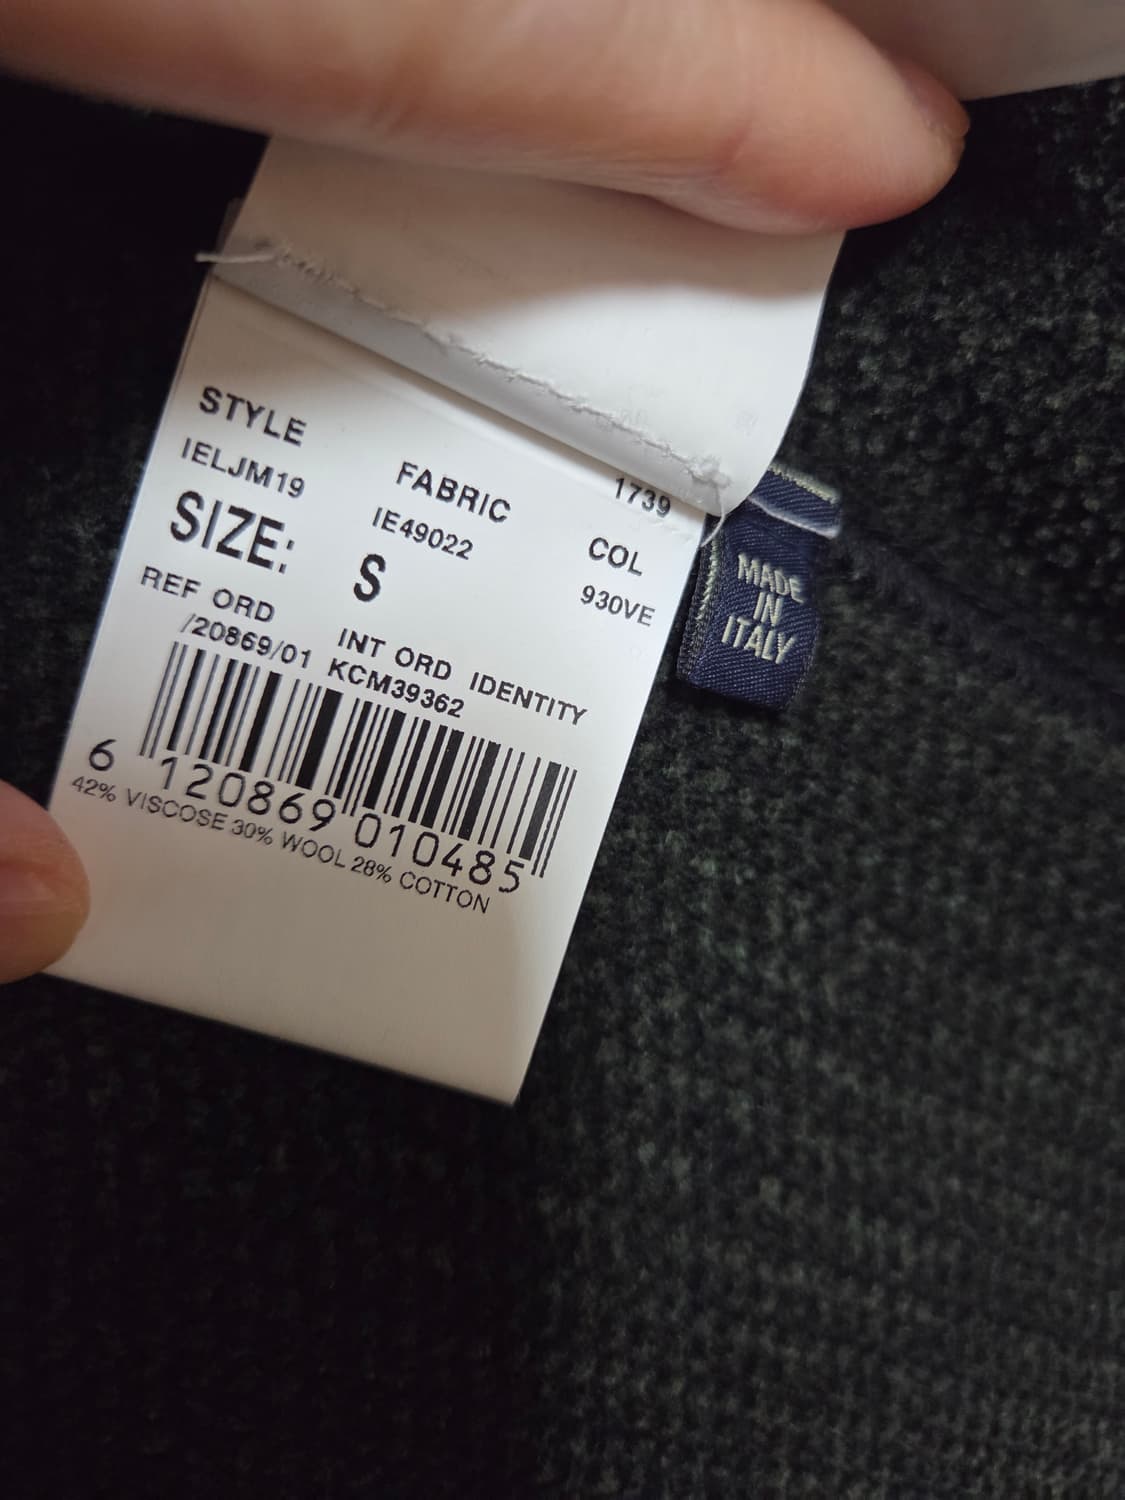 1739
STYLE FABRIC COL
IELJM19 IE49022 930VE
SIZE: S
REF ORD INT ORD IDENTITY
/20869/01 KCM39362
6 120869 010485
42% VISCOSE 30% WOOL 28% COTTON
MADE
IN
ITALY